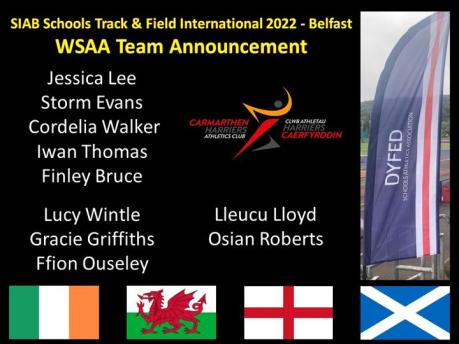 SIAB Schools Track & Field International 2022 - Belfast
WSAA Team Announcement
Jessica Lee
Storm Evans
Cordelia Walker
Iwan Thomas
Finley Bruce
Lucy Wintle
Gracie Griffiths
Ffion Ouseley
CARMARTHEN
HARRIERS
ATHLETICS CLUB
CLWB ATHLETAU
HARRIERS
CAERFYRDDIN
Lleucu Lloyd
Osian Roberts
DYFED
SCHOOLS ATHLETICS ASSOCIATION